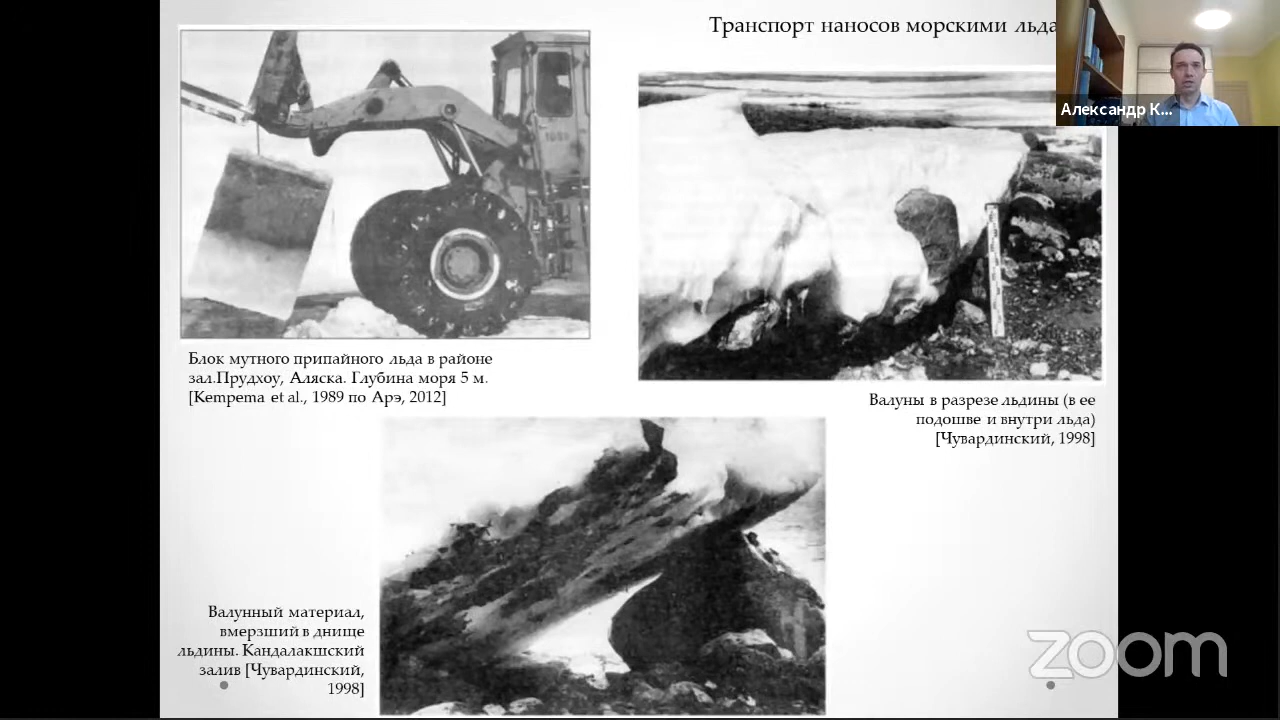 Транспорт наносов морскими льда
Александр К...
Блок мутного припайного льда в районе
зал.Прудхоу, Аляска. Глубина моря 5 м.
[Kempema et al., 1989 по Арэ, 2012]
Валуны в разрезе льдины (в ее
подошве и внутри льда)
[Чувардинский, 1998]
Валунный материал,
вмерзший в днище
льдины. Кандалакшский
залив [Чувардинский,
1998]
zoom